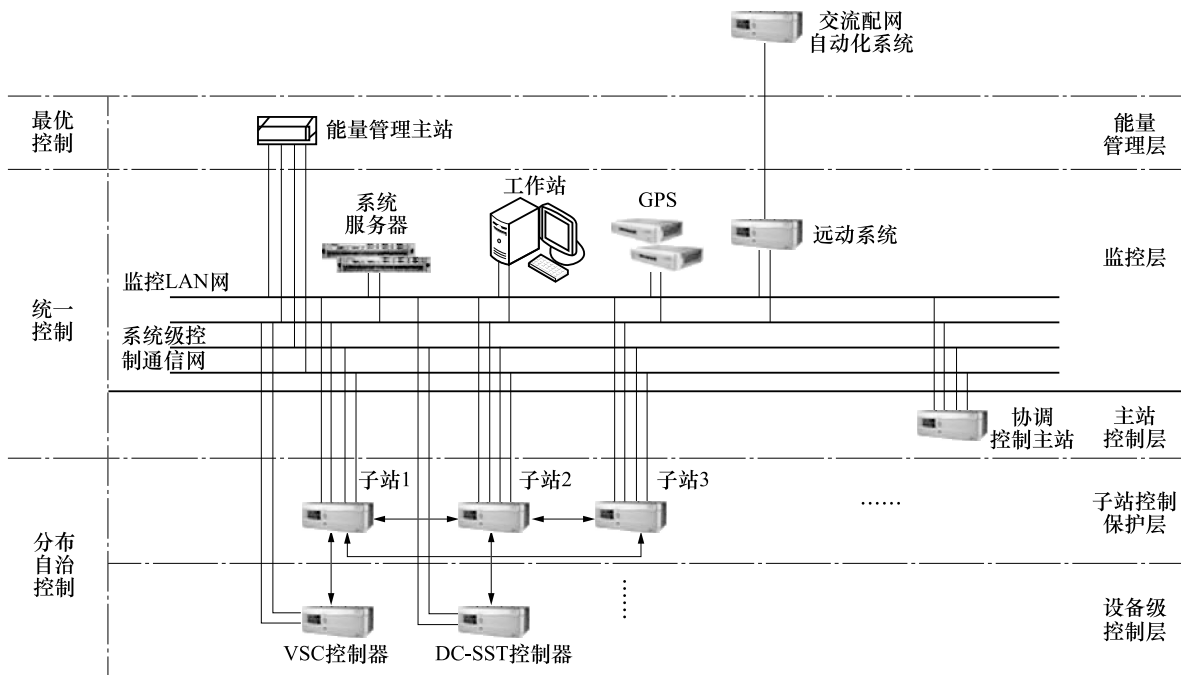 交流配网
自动化系统
最优
控制
能量管理主站
能量
管理层
系统
服务器
工作站
GPS
远动系统
监控层
监控LAN网
统一
控制
系统级控
制通信网
协调
控制主站
主站
控制层
子站1
子站2
子站3
……
子站控制
保护层
分布
自治
控制
……
设备级
控制层
VSC控制器
DC-SST控制器